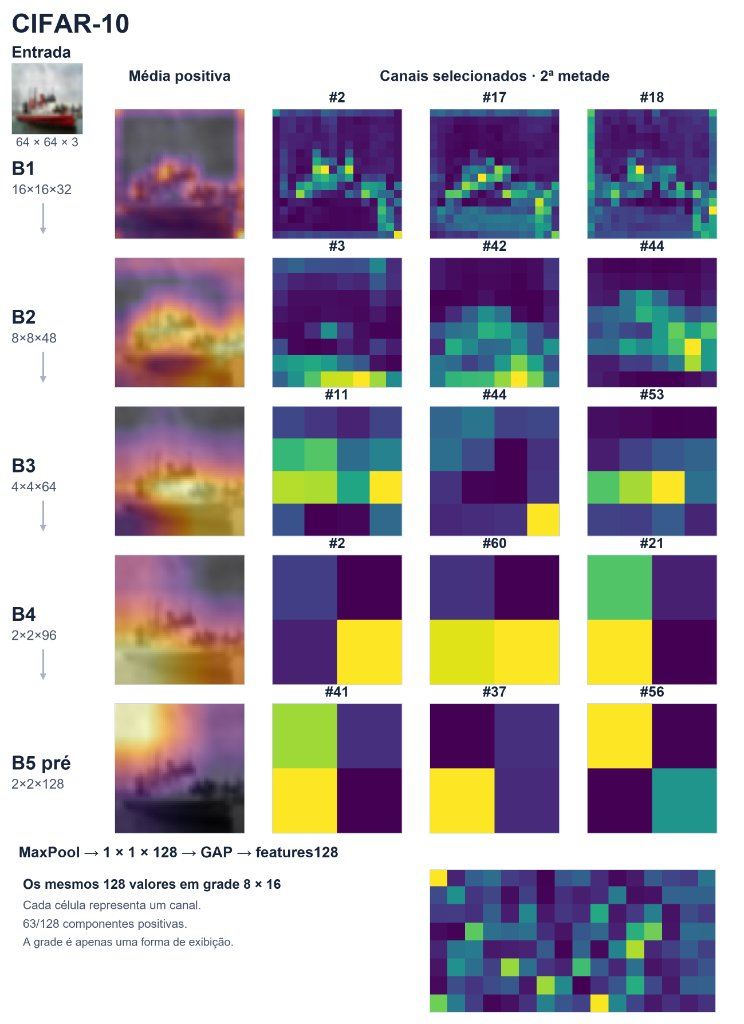 CIFAR-10
Entrada
Média positiva
Canais selecionados · 2ª metade
64 × 64 × 3
#2 #17 #18
B1
16×16×32
#3 #42 #44
B2
8×8×48
#11 #44 #53
B3
4×4×64
#2 #60 #21
B4
2×2×96
#41 #37 #56
B5 pré
2×2×128
MaxPool → 1 × 1 × 128 → GAP → features128
Os mesmos 128 valores em grade 8 × 16
Cada célula representa um canal.
63/128 componentes positivas.
A grade é apenas uma forma de exibição.